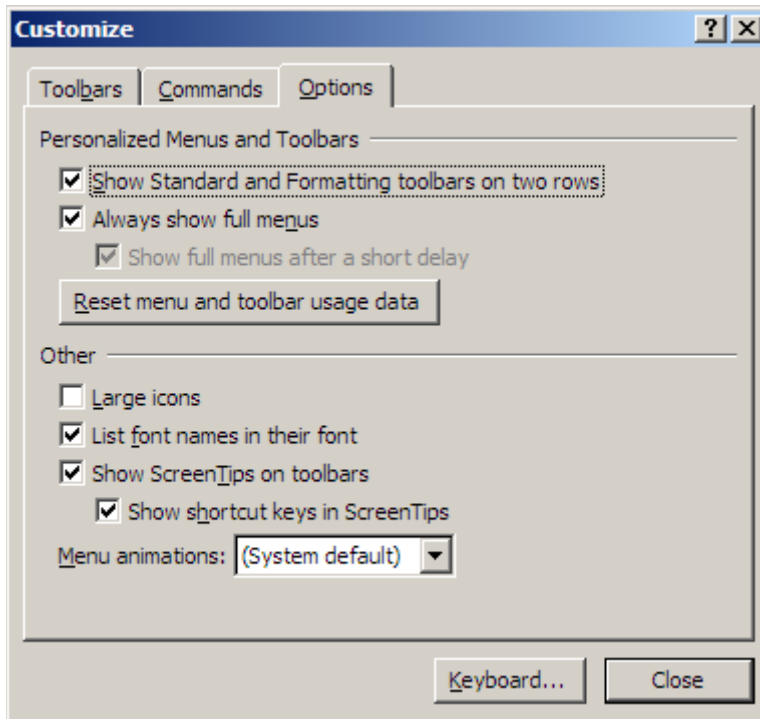 Customize
Toolbars Commands Options
Personalized Menus and Toolbars
Show Standard and Formatting toolbars on two rows
Always show full menus
Show full menus after a short delay
Reset menu and toolbar usage data
Other
Large icons
List font names in their font
Show ScreenTips on toolbars
Show shortcut keys in ScreenTips
Menu animations: (System default)
Keyboard... Close